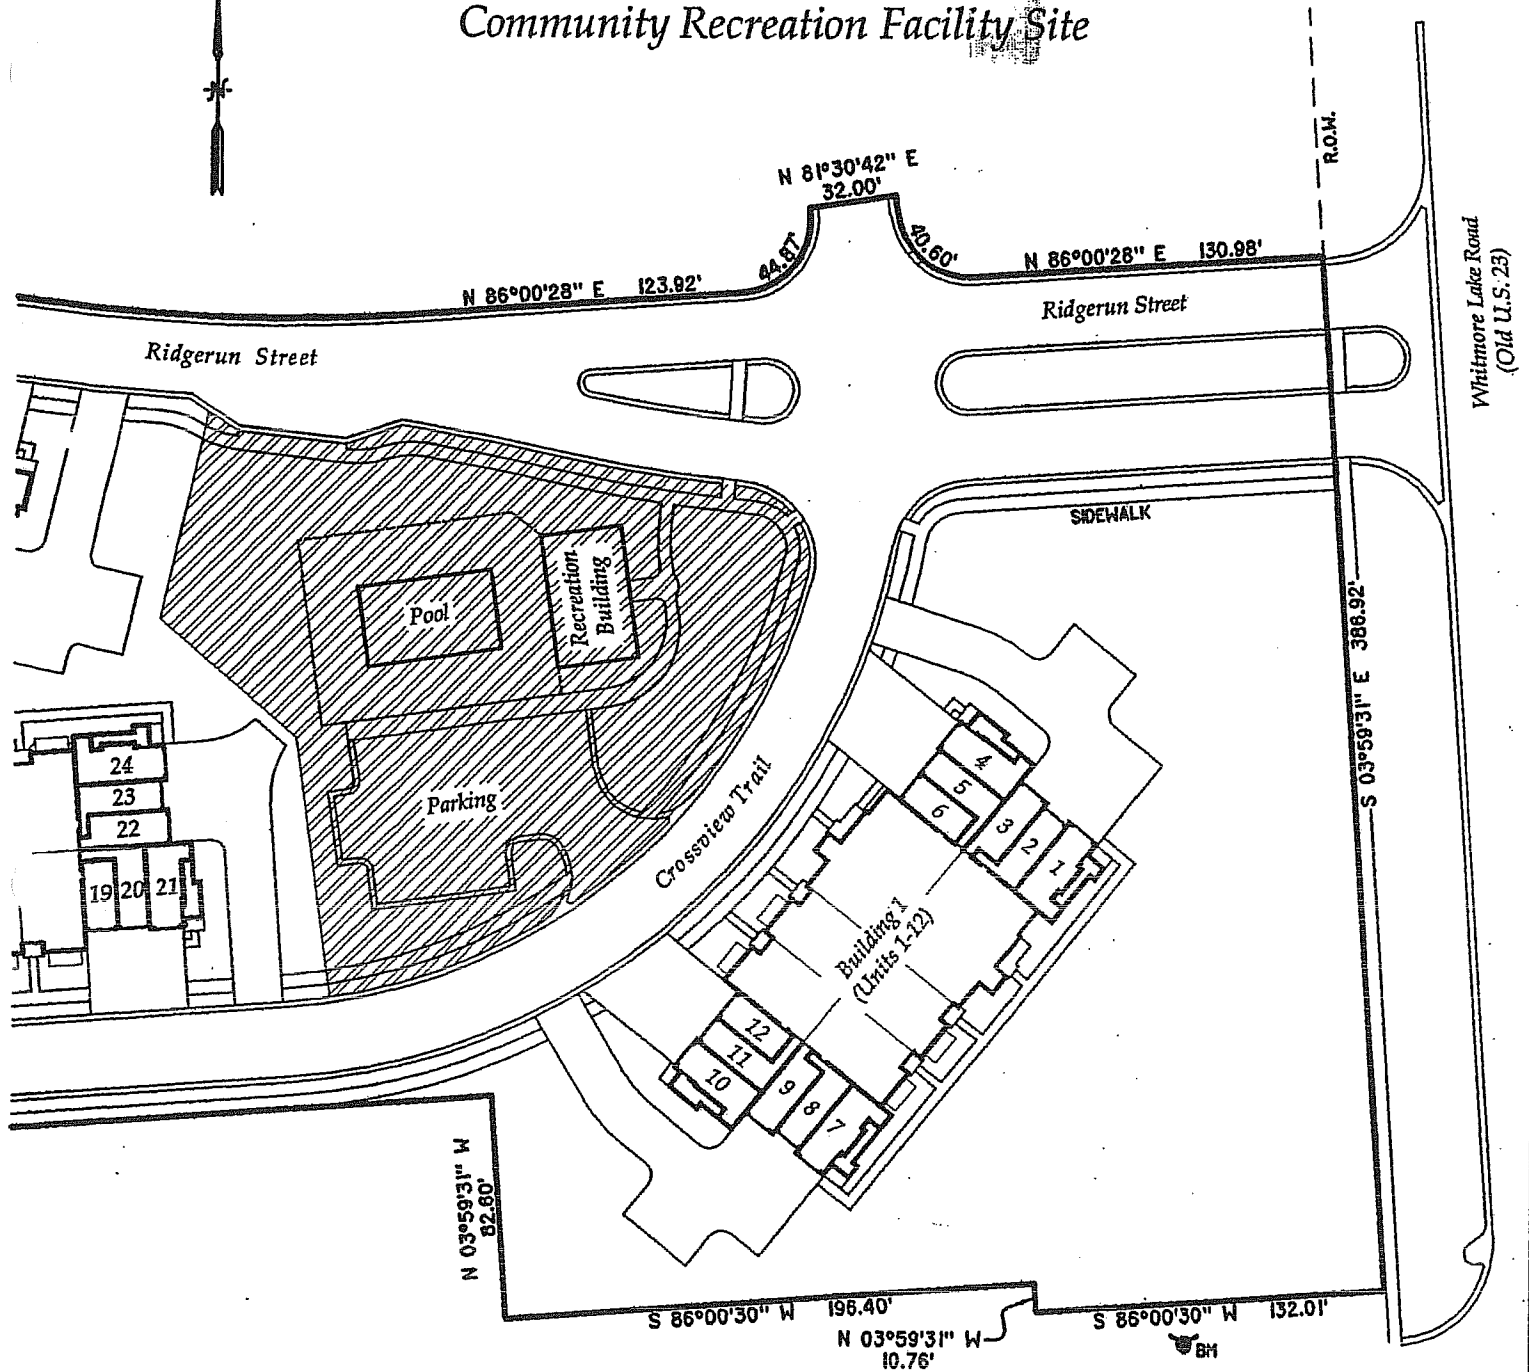 Community Recreation Facility Site
N
R.O.W.
N 81°30'42" E
32.00'
44.87'
40.60'
N 86°00'28" E 130.98'
N 86°00'28" E 123.92'
Whitmore Lake Road
(Old U.S. 23)
Ridgerun Street
Ridgerun Street
SIDEWALK
Pool
Recreation
Building
S 03°59'31" E 386.92'
Parking
Crossview Trail
24
23
22
19 20 21
4
5
6
3
2
1
Building 1
(Units 1-12)
12
11
10
9
8
7
N 03°59'31" W
82.60'
S 86°00'30" W 196.40'
N 03°59'31" W
10.76'
S 86°00'30" W 132.01'
BM